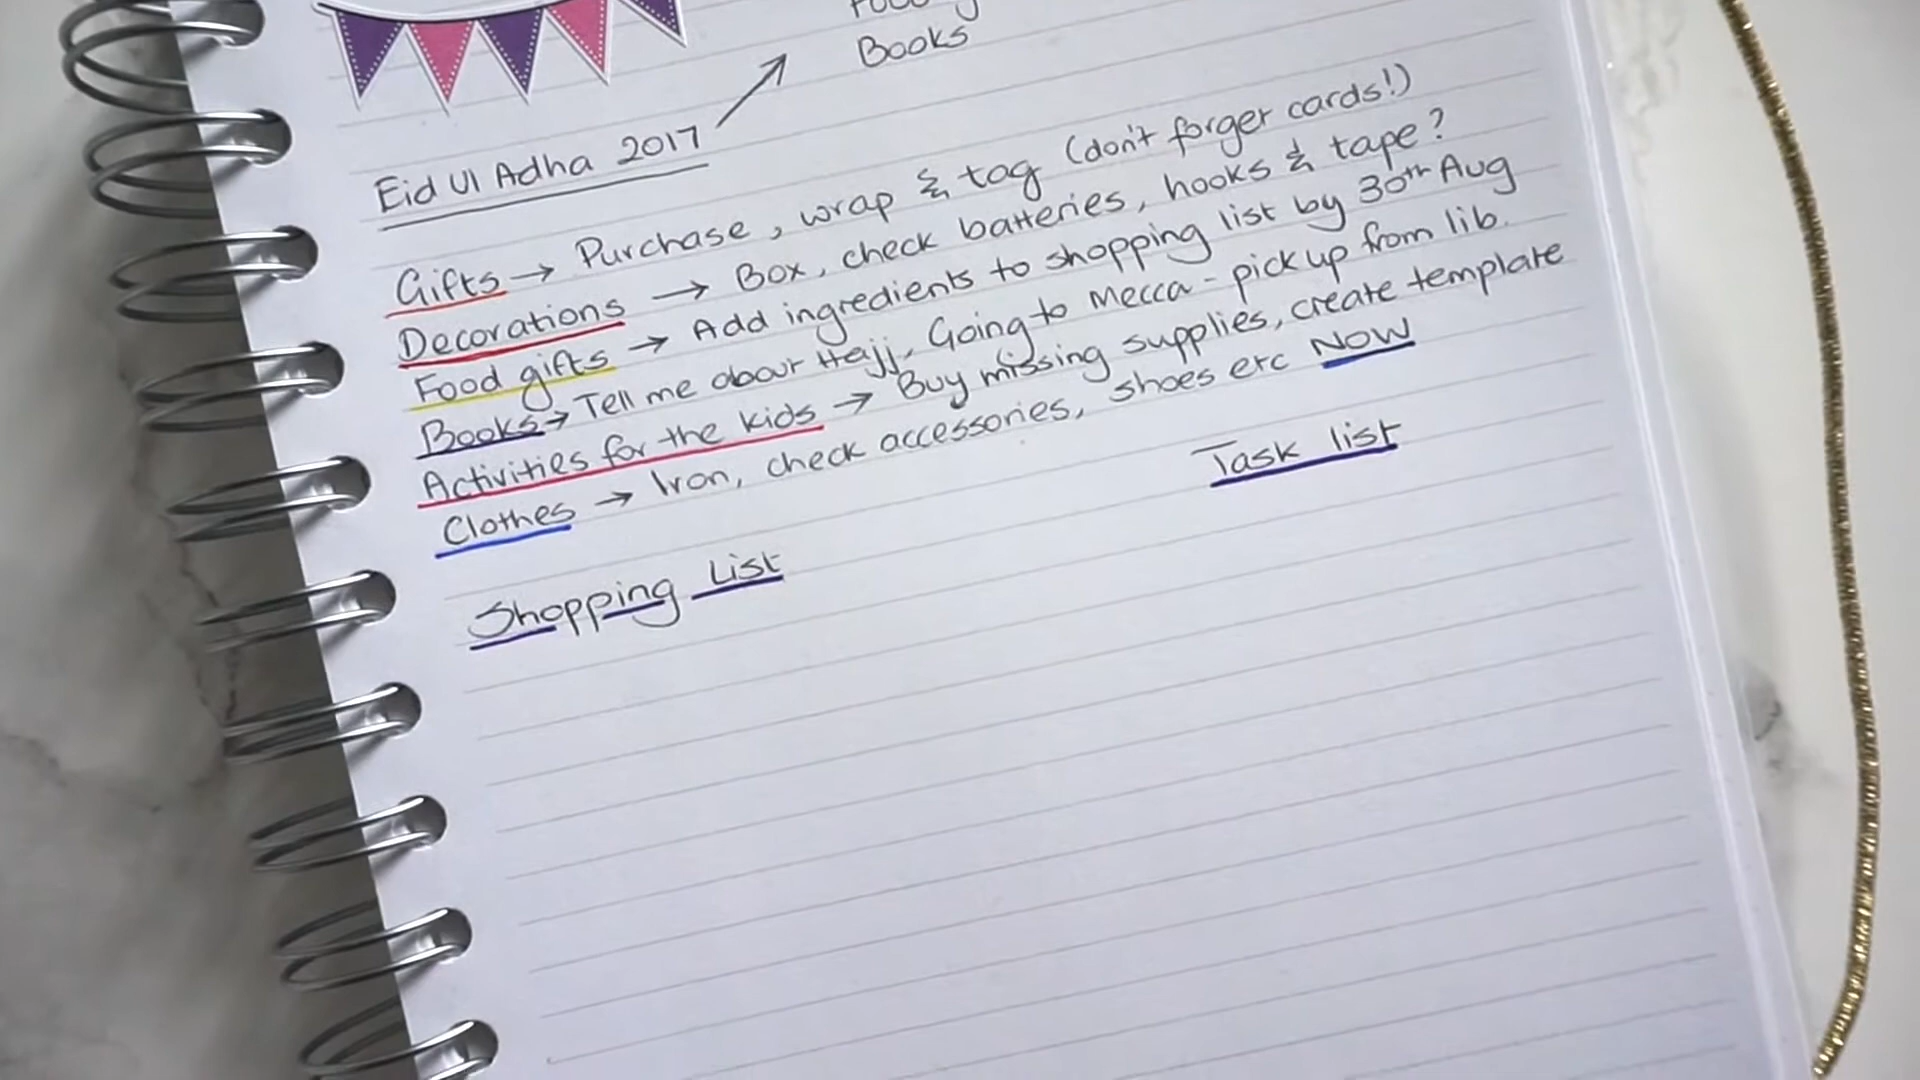 Books
Eid Ul Adha 2017
Gifts → Purchase, wrap & tag (don't forger cards!)
Decorations → Box, check batteries, hooks & tape?
Food gifts → Add ingredients to shopping list by 30th Aug
Books → Tell me about Hajj, Going to Mecca - pick up from lib.
Activities for the kids → Buy missing supplies, create template
Clothes → Iron, check accessories, shoes etc NOW
Task list
Shopping List